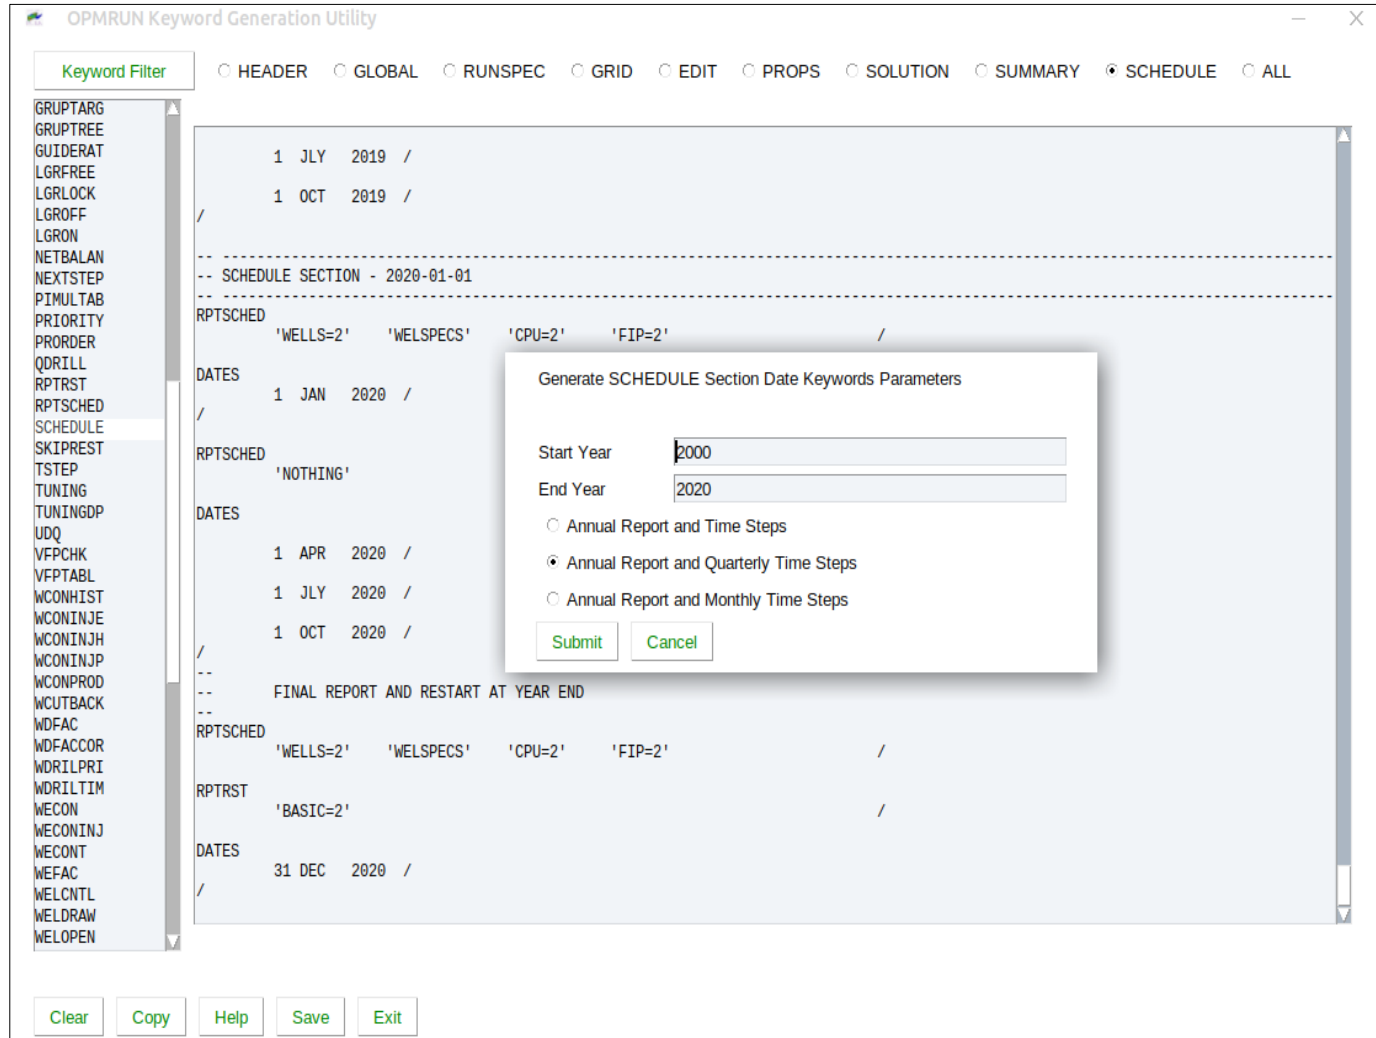 OPMRUN Keyword Generation Utility
Keyword Filter
HEADER GLOBAL RUNSPEC GRID EDIT PROPS SOLUTION SUMMARY SCHEDULE ALL
GRUPTARG
GRUPTREE
GUIDERAT
LGRFREE
LGRLOCK
LGROFF
LGRON
NETBALAN
NEXTSTEP
PIMULTAB
PRIORITY
PRORDER
QDRILL
RPTRST
RPTSCHED
SCHEDULE
SKIPREST
TSTEP
TUNING
TUNINGDP
UDQ
VFPCHK
VFPTABL
WCONHIST
WCONINJE
WCONINJH
WCONINJP
WCONPROD
WCUTBACK
WDFAC
WDFACCOR
WDRILPRI
WDRILTIM
WECON
WECONINJ
WECONT
WEFAC
WELCNTL
WELDRAW
WELOPEN
1 JLY 2019 /
1 OCT 2019 /
/
-- --------------------------------------------------------------------------------------------------------------------------------
-- SCHEDULE SECTION - 2020-01-01
-- --------------------------------------------------------------------------------------------------------------------------------
RPTSCHED
'WELLS=2' 'WELSPECS' 'CPU=2' 'FIP=2' /
DATES
1 JAN 2020 /
/
RPTSCHED
'NOTHING'
DATES
1 APR 2020 /
1 JLY 2020 /
1 OCT 2020 /
/
--
-- FINAL REPORT AND RESTART AT YEAR END
--
RPTSCHED
'WELLS=2' 'WELSPECS' 'CPU=2' 'FIP=2' /
RPTRST
'BASIC=2' /
DATES
31 DEC 2020 /
/
Generate SCHEDULE Section Date Keywords Parameters
Start Year 2000
End Year 2020
Annual Report and Time Steps
Annual Report and Quarterly Time Steps
Annual Report and Monthly Time Steps
Submit Cancel
Clear Copy Help Save Exit